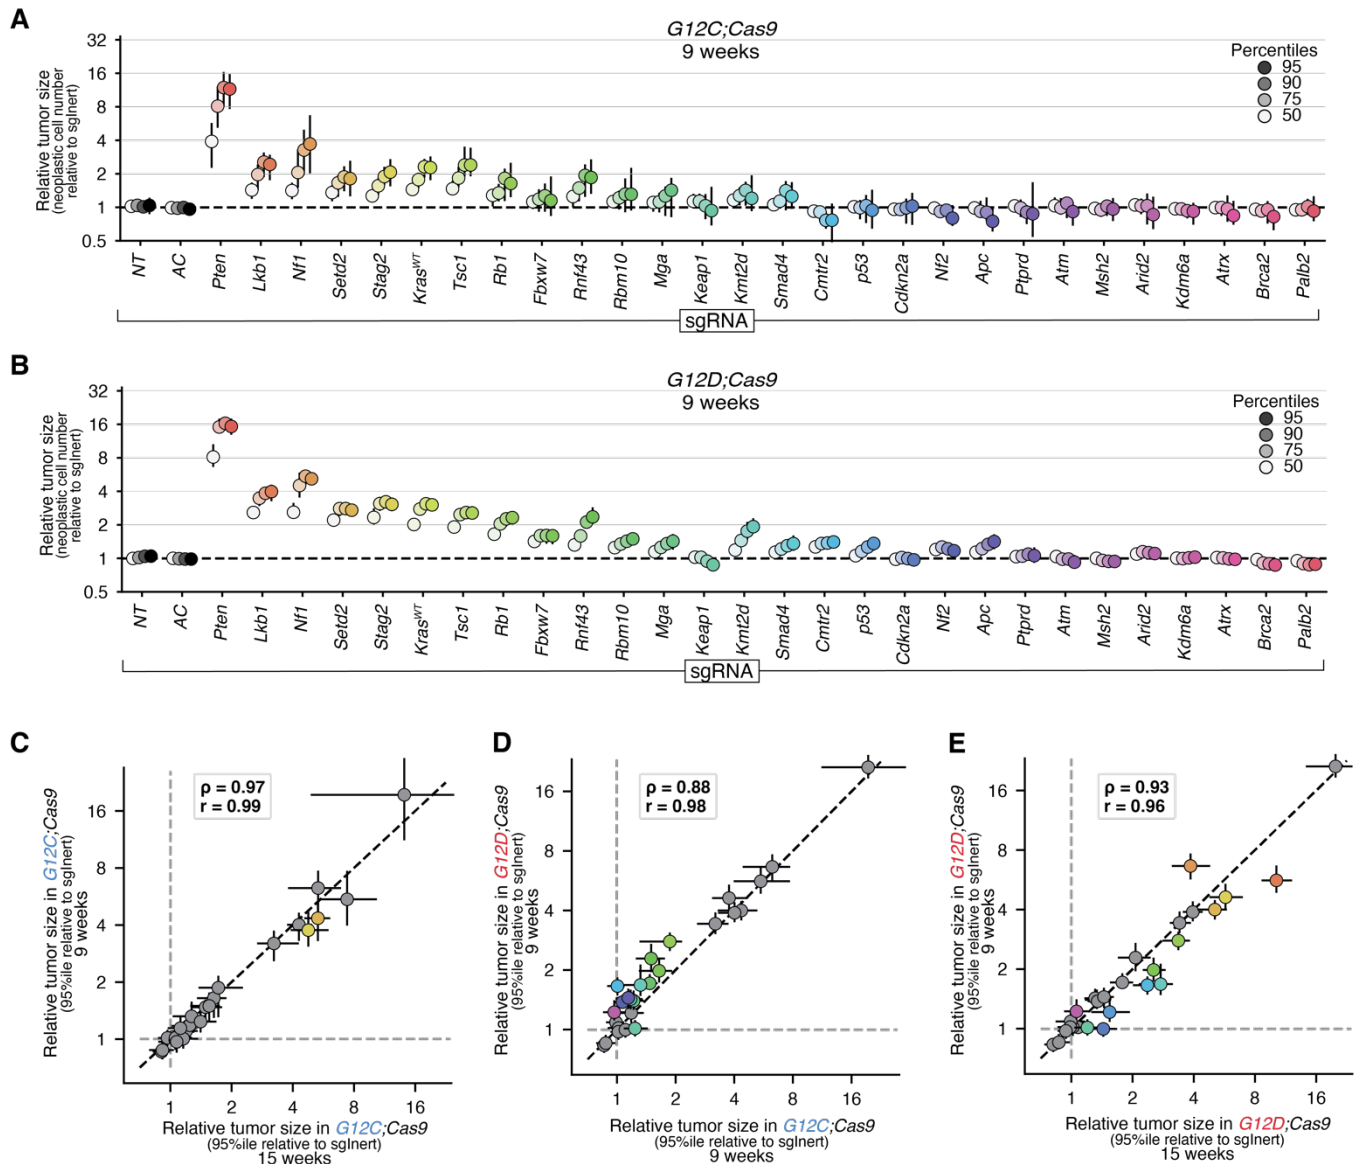 A
G12C;Cas9
9 weeks
Relative tumor size
(neoplastic cell number
relative to sgInert)
32
16
8
4
2
1
0.5
Percentiles
95
90
75
50
NT
AC
Pten
Lkb1
Nf1
Setd2
Stag2
KrasWT
Tsc1
Rb1
Fbxw7
Rnf43
Rbm10
Mga
Keap1
Kmt2d
Smad4
Cmtr2
p53
Cdkn2a
Nf2
Apc
Ptprd
Atm
Msh2
Arid2
Kdm6a
Atrx
Brca2
Palb2
sgRNA
B
G12D;Cas9
9 weeks
Relative tumor size
(neoplastic cell number
relative to sgInert)
32
16
8
4
2
1
0.5
Percentiles
95
90
75
50
NT
AC
Pten
Lkb1
Nf1
Setd2
Stag2
KrasWT
Tsc1
Rb1
Fbxw7
Rnf43
Rbm10
Mga
Keap1
Kmt2d
Smad4
Cmtr2
p53
Cdkn2a
Nf2
Apc
Ptprd
Atm
Msh2
Arid2
Kdm6a
Atrx
Brca2
Palb2
sgRNA
C
Relative tumor size in G12C;Cas9
(95%ile relative to sgInert)
9 weeks
16
8
4
2
1
ρ = 0.97
r = 0.99
1
2
4
8
16
Relative tumor size in G12C;Cas9
(95%ile relative to sgInert)
15 weeks
D
Relative tumor size in G12D;Cas9
(95%ile relative to sgInert)
9 weeks
16
8
4
2
1
ρ = 0.88
r = 0.98
1
2
4
8
16
Relative tumor size in G12C;Cas9
(95%ile relative to sgInert)
9 weeks
E
Relative tumor size in G12D;Cas9
(95%ile relative to sgInert)
9 weeks
16
8
4
2
1
ρ = 0.93
r = 0.96
1
2
4
8
16
Relative tumor size in G12D;Cas9
(95%ile relative to sgInert)
15 weeks